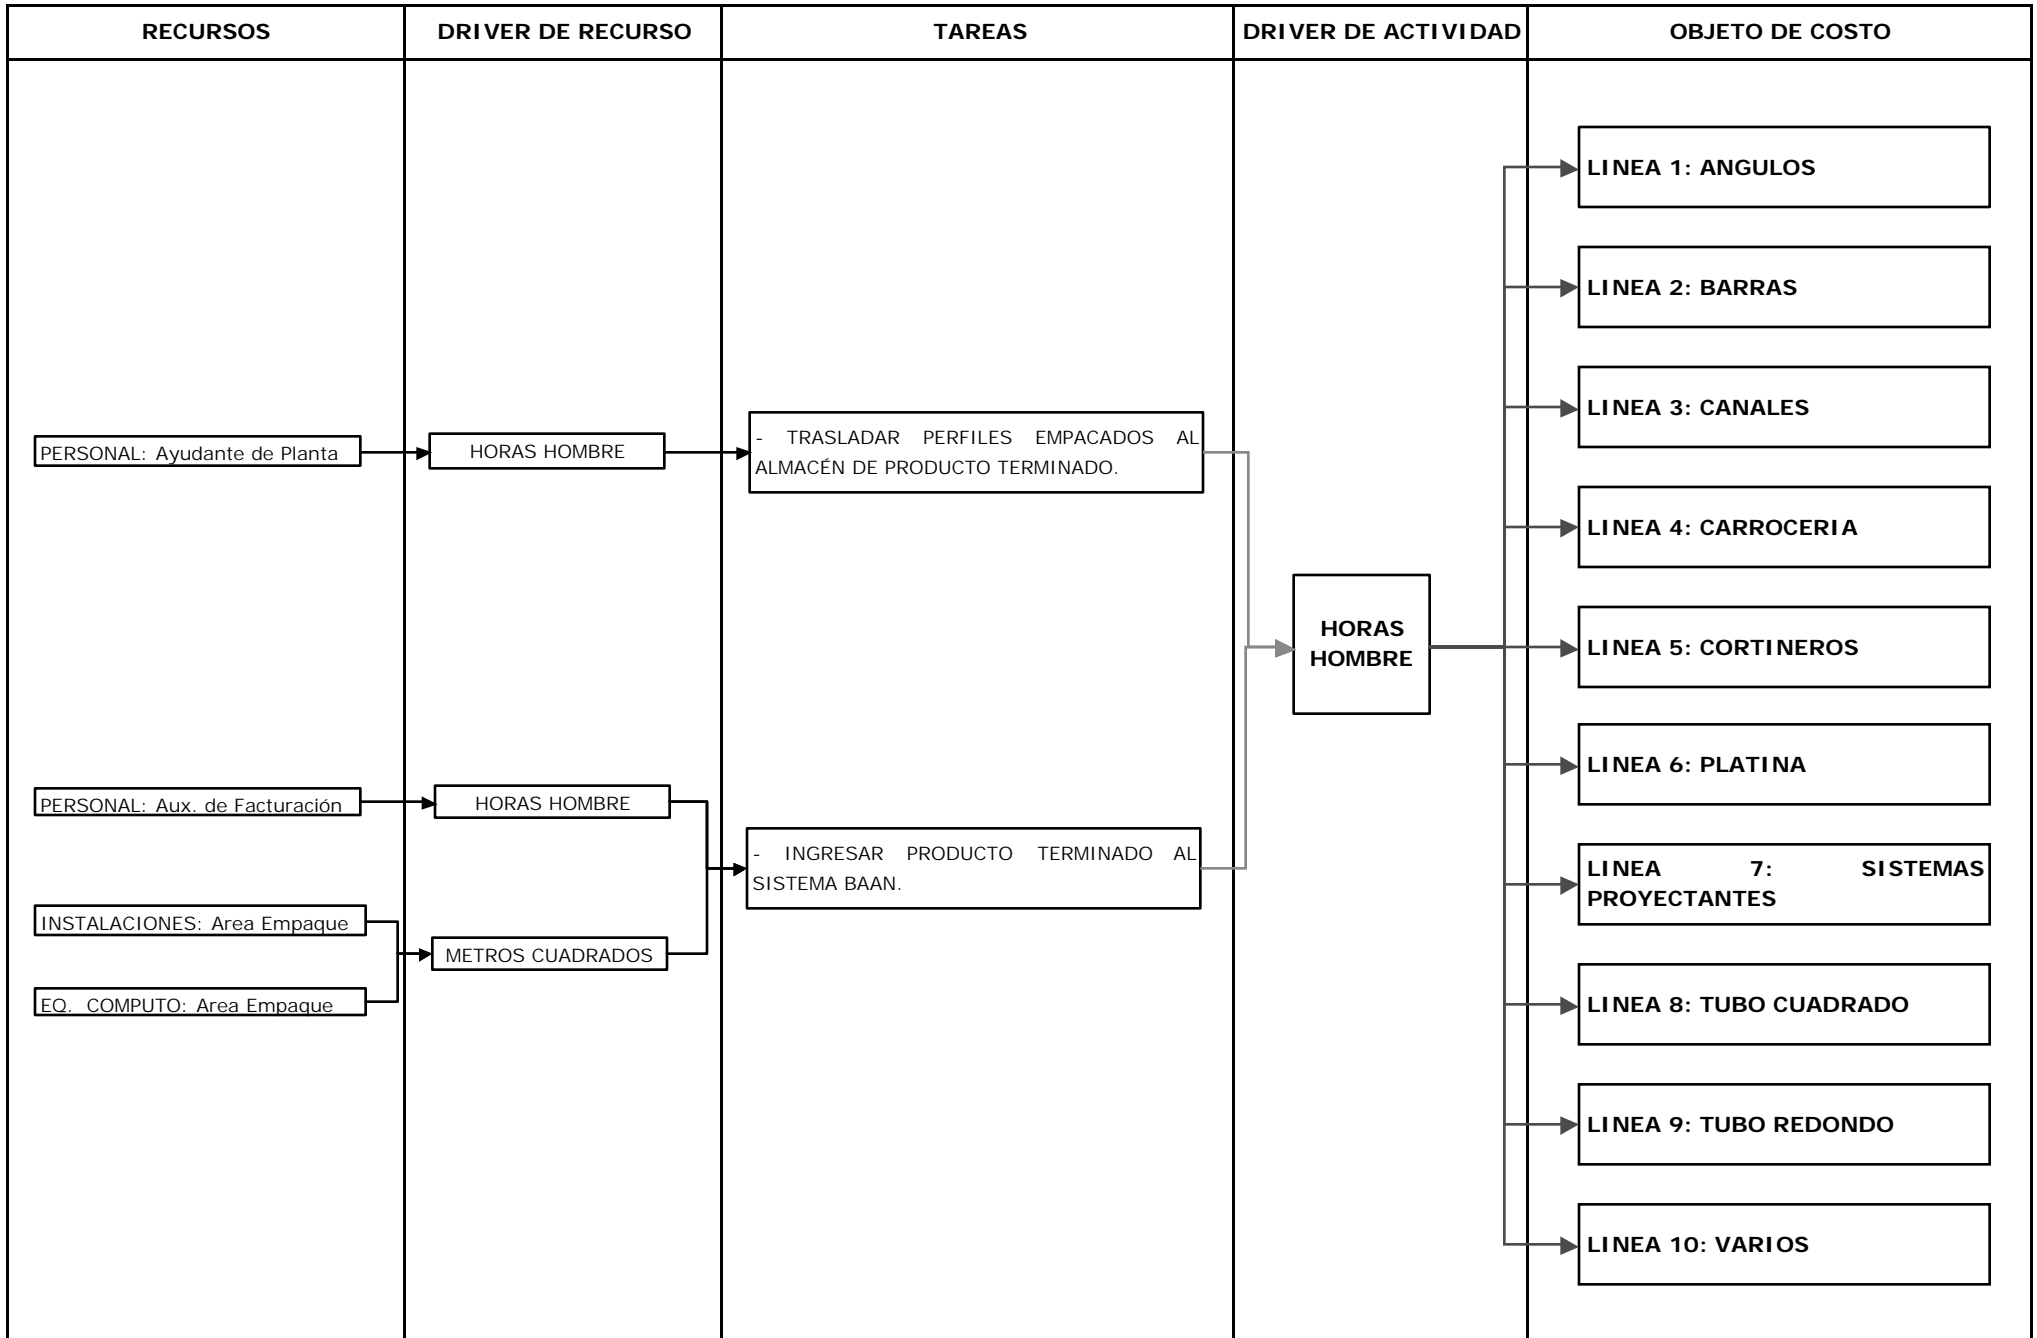 RECURSOS
DRIVER DE RECURSO
TAREAS
DRIVER DE ACTIVIDAD
OBJETO DE COSTO
PERSONAL: Ayudante de Planta
HORAS HOMBRE
- TRASLADAR PERFILES EMPACADOS AL
ALMACÉN DE PRODUCTO TERMINADO.
PERSONAL: Aux. de Facturación
HORAS HOMBRE
INSTALACIONES: Area Empaque
METROS CUADRADOS
EQ. COMPUTO: Area Empaque
- INGRESAR PRODUCTO TERMINADO AL
SISTEMA BAAN.
HORAS
HOMBRE
LINEA 1: ANGULOS
LINEA 2: BARRAS
LINEA 3: CANALES
LINEA 4: CARROCERIA
LINEA 5: CORTINEROS
LINEA 6: PLATINA
LINEA 7: SISTEMAS
PROYECTANTES
LINEA 8: TUBO CUADRADO
LINEA 9: TUBO REDONDO
LINEA 10: VARIOS